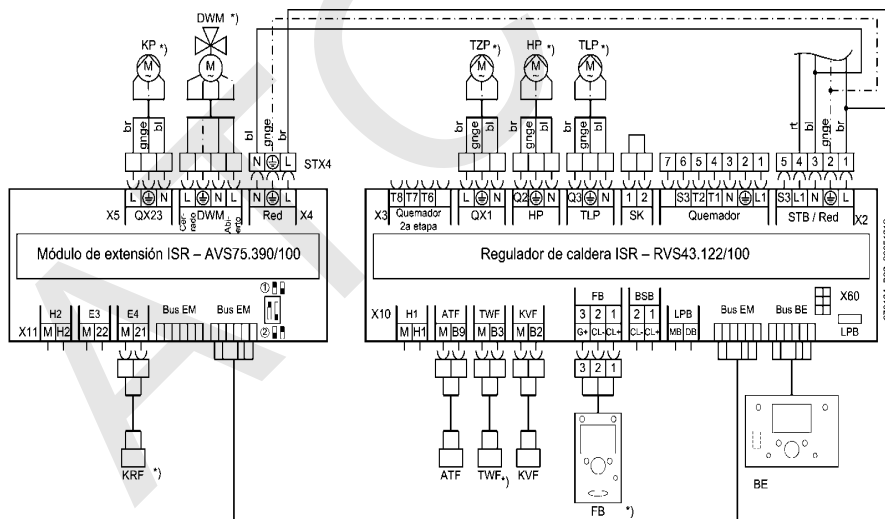 DWM *)
KP *)
TZP *) HP *) TLP *)
M ~ M ~ M ~ M ~ M ~
br gnge bl
bl gnge br
br gnge bl br gnge bl br gnge bl
rt bl gnge br
N L STX4
7 6 5 4 3 2 1
5 4 3 2 1
X5 L N L N N L X4
QX23 Cerrado DWM Abierto Red
X3 T8 T7 T6 L N Q2 N Q3 N 1 2 S3 T2 T1 N L1 S3 L1 N L X2
Quemador 2a etapa QX1 HP TLP SK Quemador STB / Red
Módulo de extensión ISR – AVS75.390/100
Regulador de caldera ISR – RVS43.122/100
1
2
H2 E3 E4 Bus EM Bus EM
X11 M H2 M 22 M 21
X10 H1 ATF TWF KVF FB BSB LPB Bus EM Bus BE X60
3 2 1 2 1
M H1 M B9 M B3 M B2 G+ CL- CL+ CL- CL+ MB DB LPB
3 2 1
KRF *)
ATF TWF *) KVF
FB *)
BE
ATC